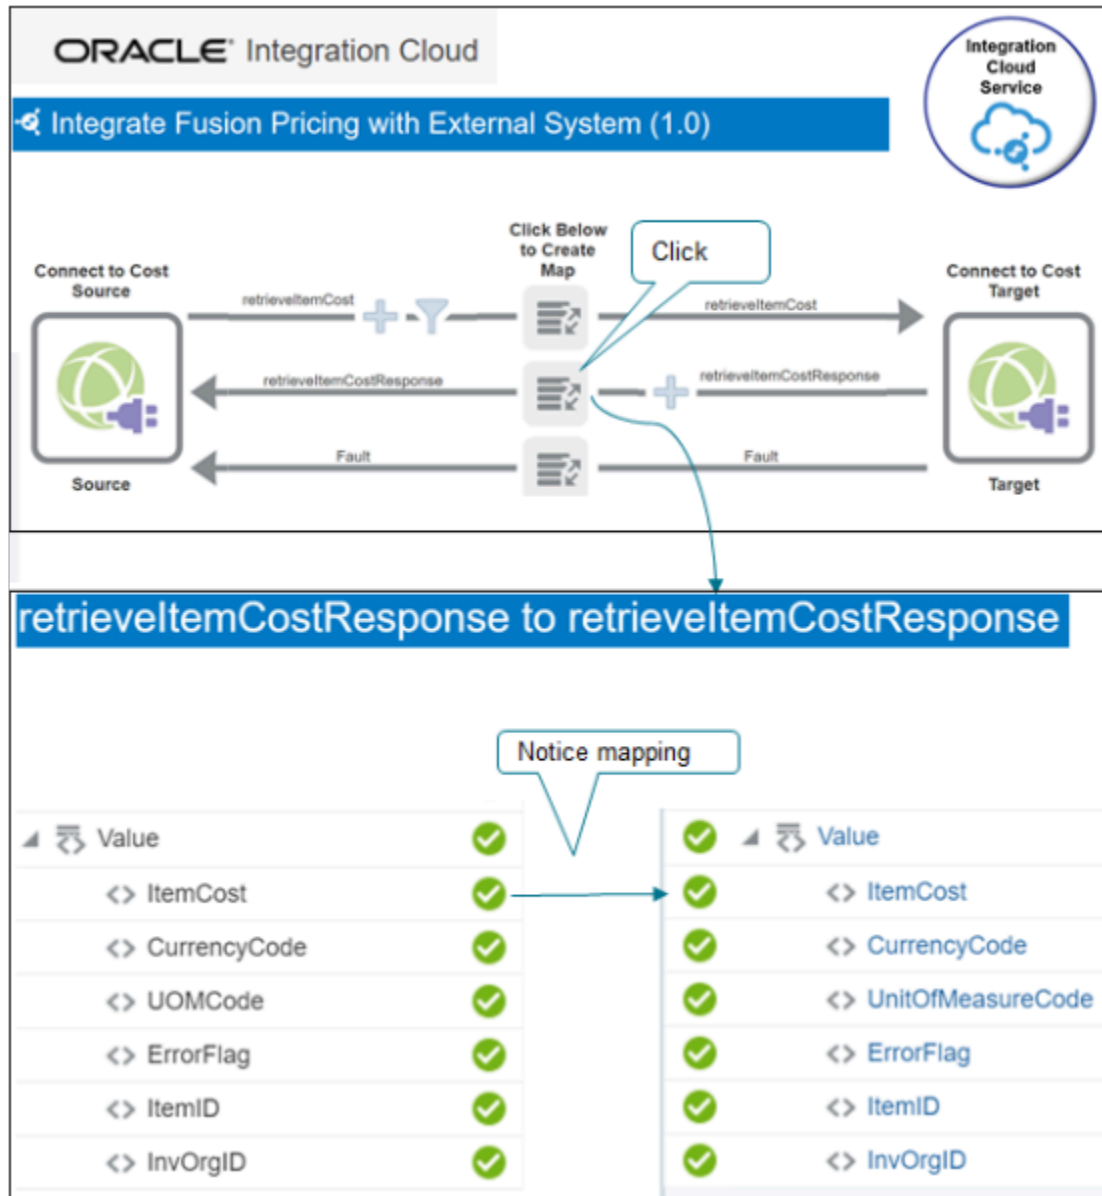 ORACLE® Integration Cloud
Integration
Cloud
Service
Integrate Fusion Pricing with External System (1.0)
Click Below
to Create
Map
Click
Connect to Cost
Source
Connect to Cost
Target
retrieveItemCost
retrieveItemCost
retrieveItemCostResponse
retrieveItemCostResponse
Fault
Fault
Source
Target
retrieveItemCostResponse to retrieveItemCostResponse
Notice mapping
Value
Value
ItemCost
ItemCost
CurrencyCode
CurrencyCode
UOMCode
UnitOfMeasureCode
ErrorFlag
ErrorFlag
ItemID
ItemID
InvOrgID
InvOrgID